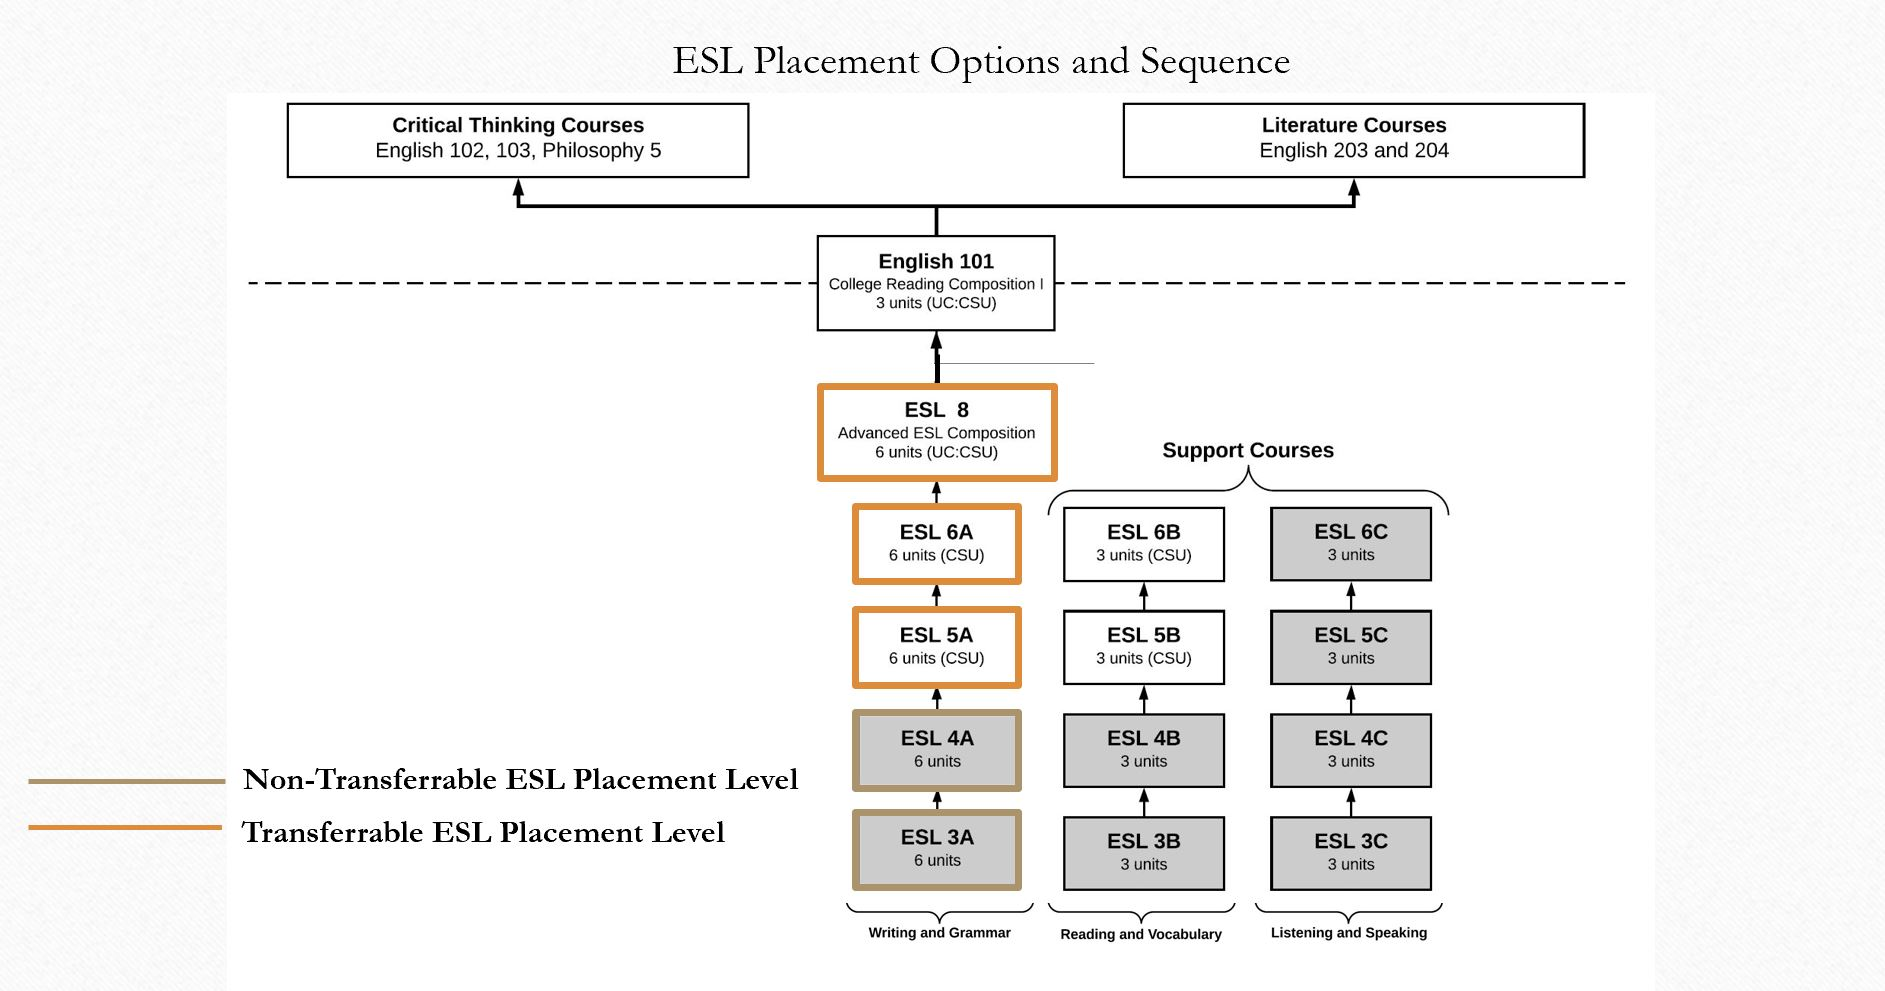 ESL Placement Options and Sequence
Critical Thinking Courses
English 102, 103, Philosophy 5
Literature Courses
English 203 and 204
English 101
College Reading Composition I
3 units (UC:CSU)
ESL 8
Advanced ESL Composition
6 units (UC:CSU)
Support Courses
ESL 6A
6 units (CSU)
ESL 6B
3 units (CSU)
ESL 6C
3 units
ESL 5A
6 units (CSU)
ESL 5B
3 units (CSU)
ESL 5C
3 units
ESL 4A
6 units
ESL 4B
3 units
ESL 4C
3 units
Non-Transferrable ESL Placement Level
Transferrable ESL Placement Level
ESL 3A
6 units
ESL 3B
3 units
ESL 3C
3 units
Writing and Grammar
Reading and Vocabulary
Listening and Speaking